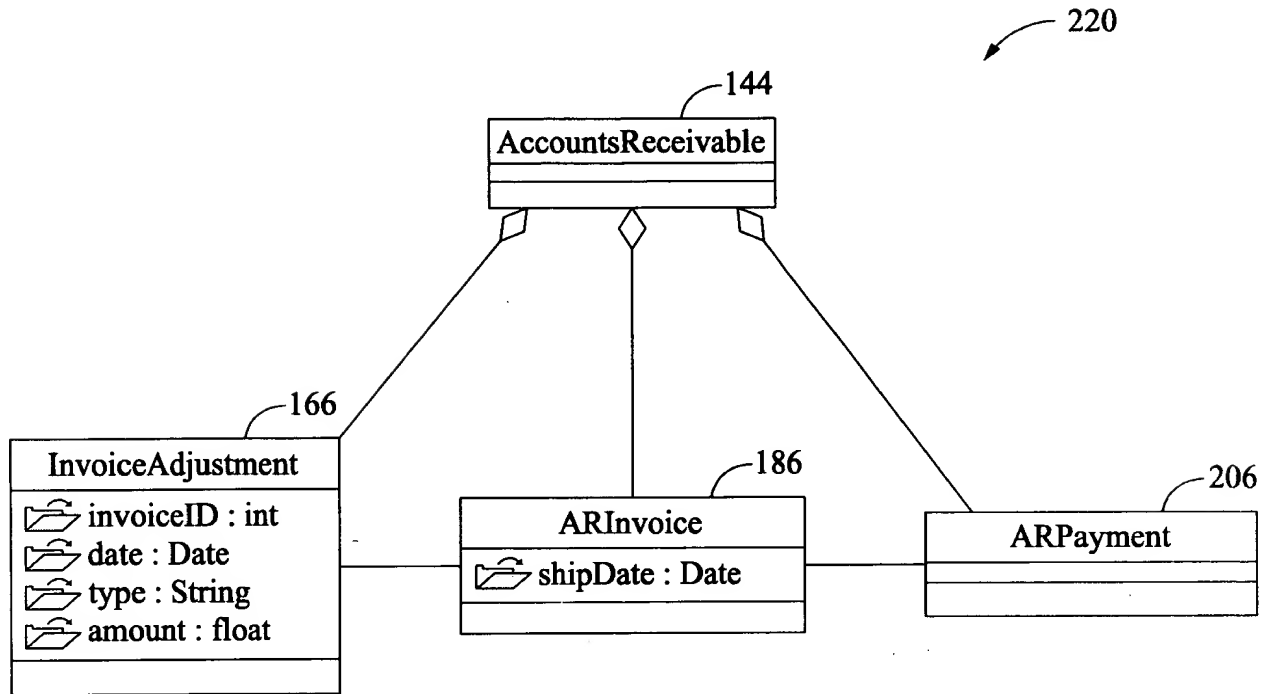 220
144
AccountsReceivable
166
InvoiceAdjustment
invoiceID : int
date : Date
type : String
amount : float
186
ARInvoice
shipDate : Date
206
ARPayment